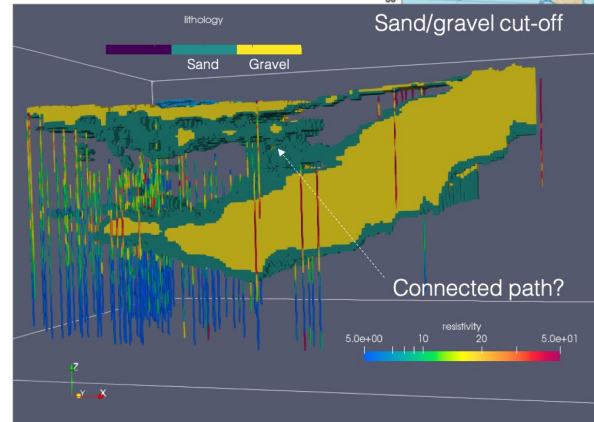 lithology
Sand/gravel cut-off
Sand Gravel
Connected path?
resistivity
5.0e+00 10 20 5.0e+01
Z
Y X